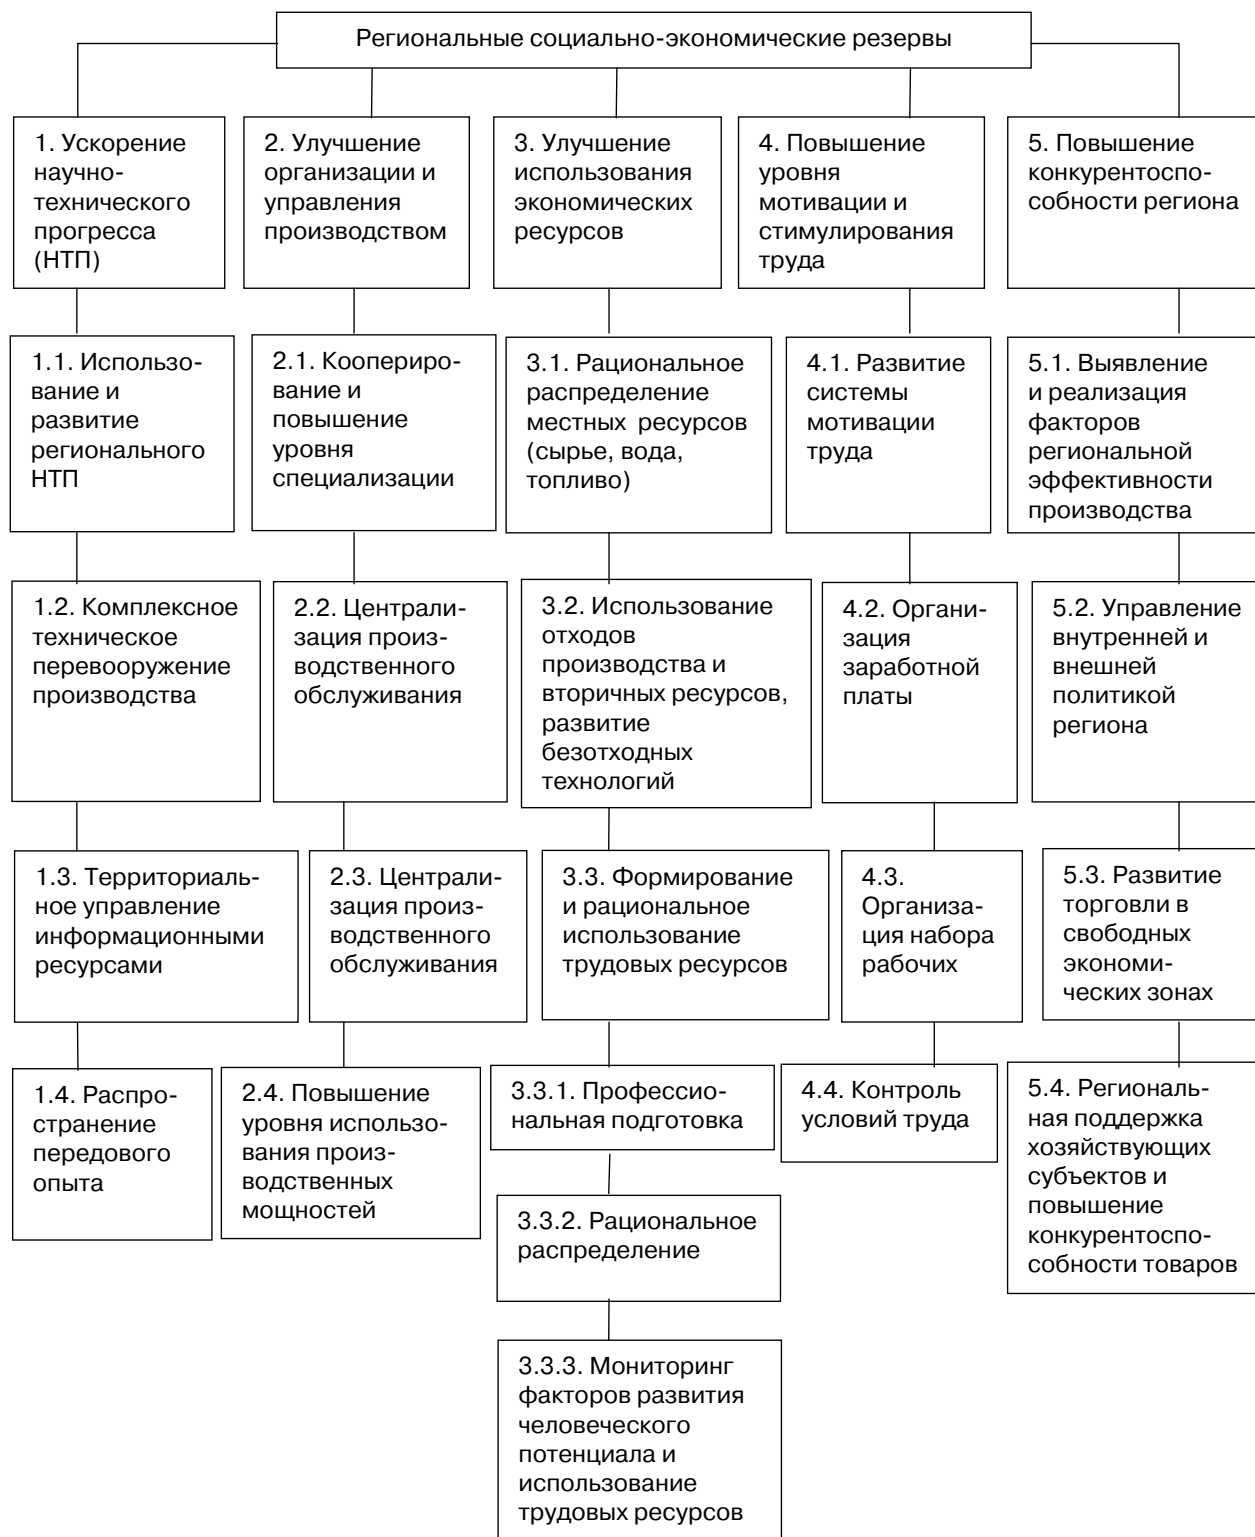 Региональные социально-экономические резервы
1. Ускорение
научно-
технического
прогресса
(НТП)
2. Улучшение
организации и
управления
производством
3. Улучшение
использования
экономических
ресурсов
4. Повышение
уровня
мотивации и
стимулирования
труда
5. Повышение
конкурентоспо-
собности региона
1.1. Использо-
вание и
развитие
регионального
НТП
2.1. Коопериро-
вание и
повышение
уровня
специализации
3.1. Рациональное
распределение
местных ресурсов
(сырье, вода,
топливо)
4.1. Развитие
системы
мотивации
труда
5.1. Выявление
и реализация
факторов
региональной
эффективности
производства
1.2. Комплексное
техническое
перевооружение
производства
2.2. Централи-
зация произ-
водственного
обслуживания
3.2. Использование
отходов
производства и
вторичных ресурсов,
развитие
безотходных
технологий
4.2. Органи-
зация
заработной
платы
5.2. Управление
внутренней и
внешней
политикой
региона
1.3. Территориаль-
ное управление
информационными
ресурсами
2.3. Централи-
зация произ-
водственного
обслуживания
3.3. Формирование
и рациональное
использование
трудовых ресурсов
4.3.
Организа-
ция набора
рабочих
5.3. Развитие
торговли в
свободных
экономи-
ческих зонах
1.4. Распро-
странение
передового
опыта
2.4. Повышение
уровня использо-
вания произ-
водственных
мощностей
3.3.1. Профессио-
нальная подготовка
4.4. Контроль
условий труда
5.4. Региональ-
ная поддержка
хозяйствующих
субъектов и
повышение
конкурентоспо-
собности товаров
3.3.2. Рациональное
распределение
3.3.3. Мониторинг
факторов развития
человеческого
потенциала и
использование
трудовых ресурсов